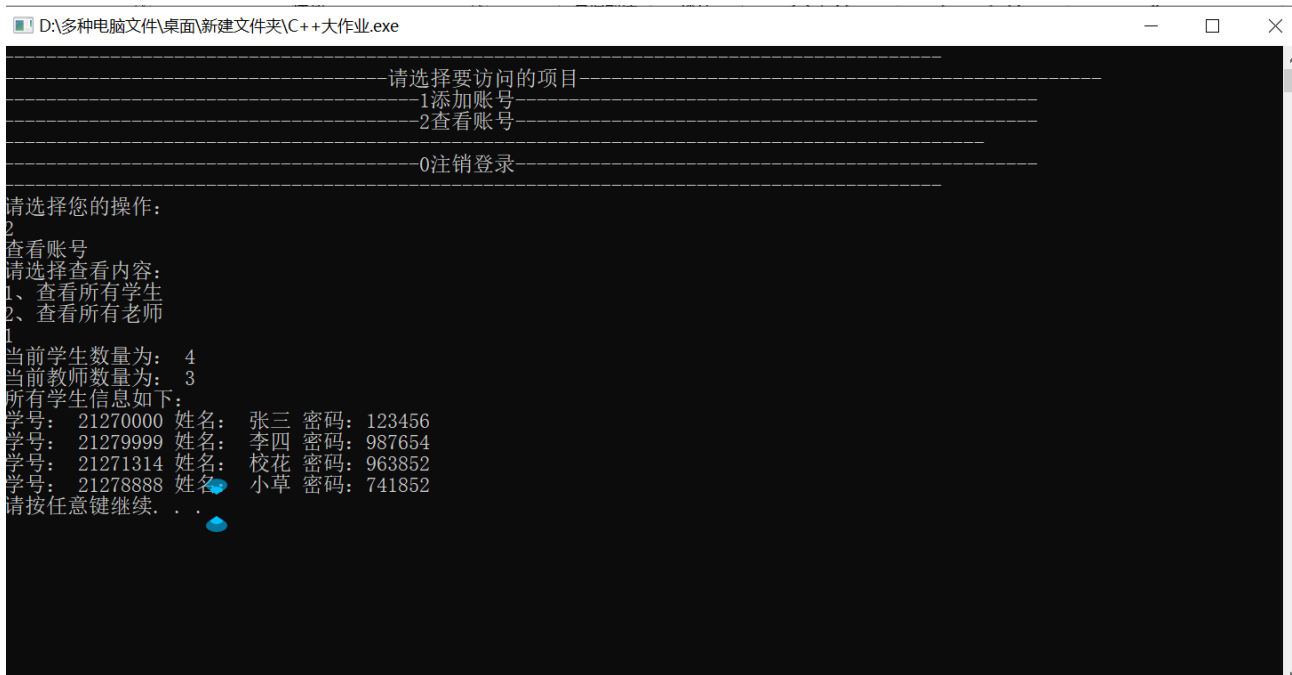 D:\多种电脑文件\桌面\新建文件夹\C++大作业.exe
----------------------------------------------------------------------------------------
------------------------------------请选择要访问的项目-------------------------------------------------
---------------------------------------1添加账号-------------------------------------------------
---------------------------------------2查看账号-------------------------------------------------
--------------------------------------------------------------------------------------------
---------------------------------------0注销登录-------------------------------------------------
----------------------------------------------------------------------------------------
请选择您的操作：
2
查看账号
请选择查看内容：
1、查看所有学生
2、查看所有老师
1
当前学生数量为： 4
当前教师数量为： 3
所有学生信息如下：
学号： 21270000 姓名： 张三 密码：123456
学号： 21279999 姓名： 李四 密码：987654
学号： 21271314 姓名： 校花 密码：963852
学号： 21278888 姓名： 小草 密码：741852
请按任意键继续. . .